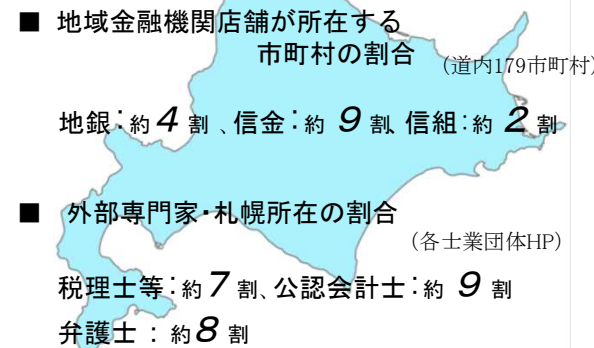 ■ 地域金融機関店舗が所在する
市町村の割合 (道内179市町村)
地銀:約4割、信金:約9割、信組:約2割
■ 外部専門家・札幌所在の割合
(各士業団体HP)
税理士等:約7割、公認会計士:約9割
弁護士:約8割